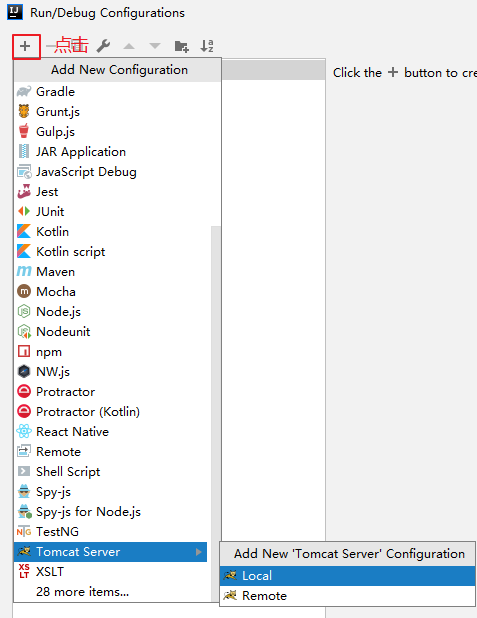 Run/Debug Configurations
点击
Add New Configuration
Click the + button to cre
Gradle
Grunt.js
Gulp.js
JAR Application
JavaScript Debug
Jest
JUnit
Kotlin
Kotlin script
Maven
Mocha
Node.js
Nodeunit
npm
NW.js
Protractor
Protractor (Kotlin)
React Native
Remote
Shell Script
Spy-js
Spy-js for Node.js
TestNG
Tomcat Server
XSLT
28 more items...
Add New 'Tomcat Server' Configuration
Local
Remote